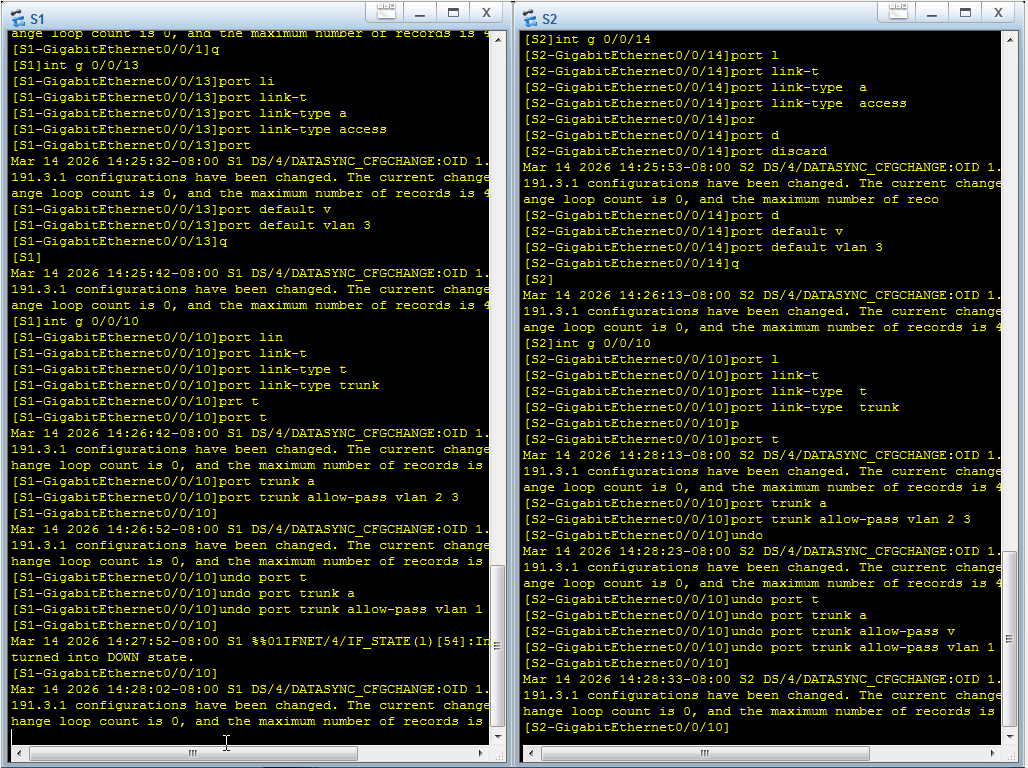 S1
ange loop count is 0, and the maximum number of records is 4
[S1-GigabitEthernet0/0/1]q
[S1]int g 0/0/13
[S1-GigabitEthernet0/0/13]port li
[S1-GigabitEthernet0/0/13]port link-t
[S1-GigabitEthernet0/0/13]port link-type a
[S1-GigabitEthernet0/0/13]port link-type access
[S1-GigabitEthernet0/0/13]port
Mar 14 2026 14:25:32-08:00 S1 DS/4/DATASYNC_CFGCHANGE:OID 1.
191.3.1 configurations have been changed. The current change
ange loop count is 0, and the maximum number of records is 4
[S1-GigabitEthernet0/0/13]port default v
[S1-GigabitEthernet0/0/13]port default vlan 3
[S1-GigabitEthernet0/0/13]q
[S1]
Mar 14 2026 14:25:42-08:00 S1 DS/4/DATASYNC_CFGCHANGE:OID 1.
191.3.1 configurations have been changed. The current change
ange loop count is 0, and the maximum number of records is 4
[S1]int g 0/0/10
[S1-GigabitEthernet0/0/10]port lin
[S1-GigabitEthernet0/0/10]port link-t
[S1-GigabitEthernet0/0/10]port link-type t
[S1-GigabitEthernet0/0/10]port link-type trunk
[S1-GigabitEthernet0/0/10]prt t
[S1-GigabitEthernet0/0/10]port t
Mar 14 2026 14:26:42-08:00 S1 DS/4/DATASYNC_CFGCHANGE:OID 1.
191.3.1 configurations have been changed. The current change
hange loop count is 0, and the maximum number of records is
[S1-GigabitEthernet0/0/10]port trunk a
[S1-GigabitEthernet0/0/10]port trunk allow-pass vlan 2 3
[S1-GigabitEthernet0/0/10]
Mar 14 2026 14:26:52-08:00 S1 DS/4/DATASYNC_CFGCHANGE:OID 1.
191.3.1 configurations have been changed. The current change
hange loop count is 0, and the maximum number of records is
[S1-GigabitEthernet0/0/10]undo port t
[S1-GigabitEthernet0/0/10]undo port trunk a
[S1-GigabitEthernet0/0/10]undo port trunk allow-pass vlan 1
[S1-GigabitEthernet0/0/10]
Mar 14 2026 14:27:52-08:00 S1 %%01IFNET/4/IF_STATE(l)[54]:In
turned into DOWN state.
[S1-GigabitEthernet0/0/10]
Mar 14 2026 14:28:02-08:00 S1 DS/4/DATASYNC_CFGCHANGE:OID 1.
191.3.1 configurations have been changed. The current change
hange loop count is 0, and the maximum number of records is
S2
[S2]int g 0/0/14
[S2-GigabitEthernet0/0/14]port l
[S2-GigabitEthernet0/0/14]port link-t
[S2-GigabitEthernet0/0/14]port link-type  a
[S2-GigabitEthernet0/0/14]port link-type  access
[S2-GigabitEthernet0/0/14]por
[S2-GigabitEthernet0/0/14]port d
[S2-GigabitEthernet0/0/14]port discard
Mar 14 2026 14:25:53-08:00 S2 DS/4/DATASYNC_CFGCHANGE:OID 1.
191.3.1 configurations have been changed. The current change
ange loop count is 0, and the maximum number of reco
[S2-GigabitEthernet0/0/14]port d
[S2-GigabitEthernet0/0/14]port default v
[S2-GigabitEthernet0/0/14]port default vlan 3
[S2-GigabitEthernet0/0/14]q
[S2]
Mar 14 2026 14:26:13-08:00 S2 DS/4/DATASYNC_CFGCHANGE:OID 1.
191.3.1 configurations have been changed. The current change
ange loop count is 0, and the maximum number of records is 4
[S2]int g 0/0/10
[S2-GigabitEthernet0/0/10]port l
[S2-GigabitEthernet0/0/10]port link-t
[S2-GigabitEthernet0/0/10]port link-type  t
[S2-GigabitEthernet0/0/10]port link-type  trunk
[S2-GigabitEthernet0/0/10]p
[S2-GigabitEthernet0/0/10]port t
Mar 14 2026 14:28:13-08:00 S2 DS/4/DATASYNC_CFGCHANGE:OID 1.
191.3.1 configurations have been changed. The current change
ange loop count is 0, and the maximum number of records is 4
[S2-GigabitEthernet0/0/10]port trunk a
[S2-GigabitEthernet0/0/10]port trunk allow-pass vlan 2 3
[S2-GigabitEthernet0/0/10]undo
Mar 14 2026 14:28:23-08:00 S2 DS/4/DATASYNC_CFGCHANGE:OID 1.
191.3.1 configurations have been changed. The current change
ange loop count is 0, and the maximum number of records is 4
[S2-GigabitEthernet0/0/10]undo port t
[S2-GigabitEthernet0/0/10]undo port trunk a
[S2-GigabitEthernet0/0/10]undo port trunk allow-pass v
[S2-GigabitEthernet0/0/10]undo port trunk allow-pass vlan 1
[S2-GigabitEthernet0/0/10]
Mar 14 2026 14:28:33-08:00 S2 DS/4/DATASYNC_CFGCHANGE:OID 1.
191.3.1 configurations have been changed. The current change
hange loop count is 0, and the maximum number of records is
[S2-GigabitEthernet0/0/10]